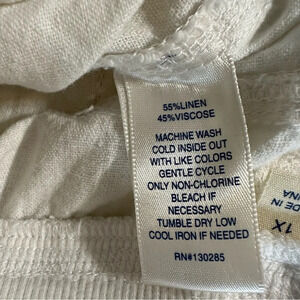 55%LINEN
45%VISCOSE
MACHINE WASH
COLD INSIDE OUT
WITH LIKE COLORS
GENTLE CYCLE
ONLY NON-CHLORINE
BLEACH IF
NECESSARY
TUMBLE DRY LOW
COOL IRON IF NEEDED
RN#130285
1X